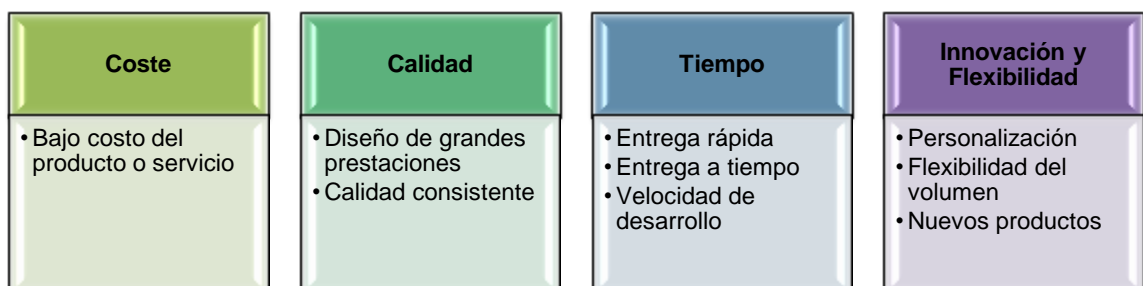 Coste
• Bajo costo del
producto o servicio
Calidad
• Diseño de grandes
prestaciones
• Calidad consistente
Tiempo
• Entrega rápida
• Entrega a tiempo
• Velocidad de
desarrollo
Innovación y
Flexibilidad
• Personalización
• Flexibilidad del
volumen
• Nuevos productos